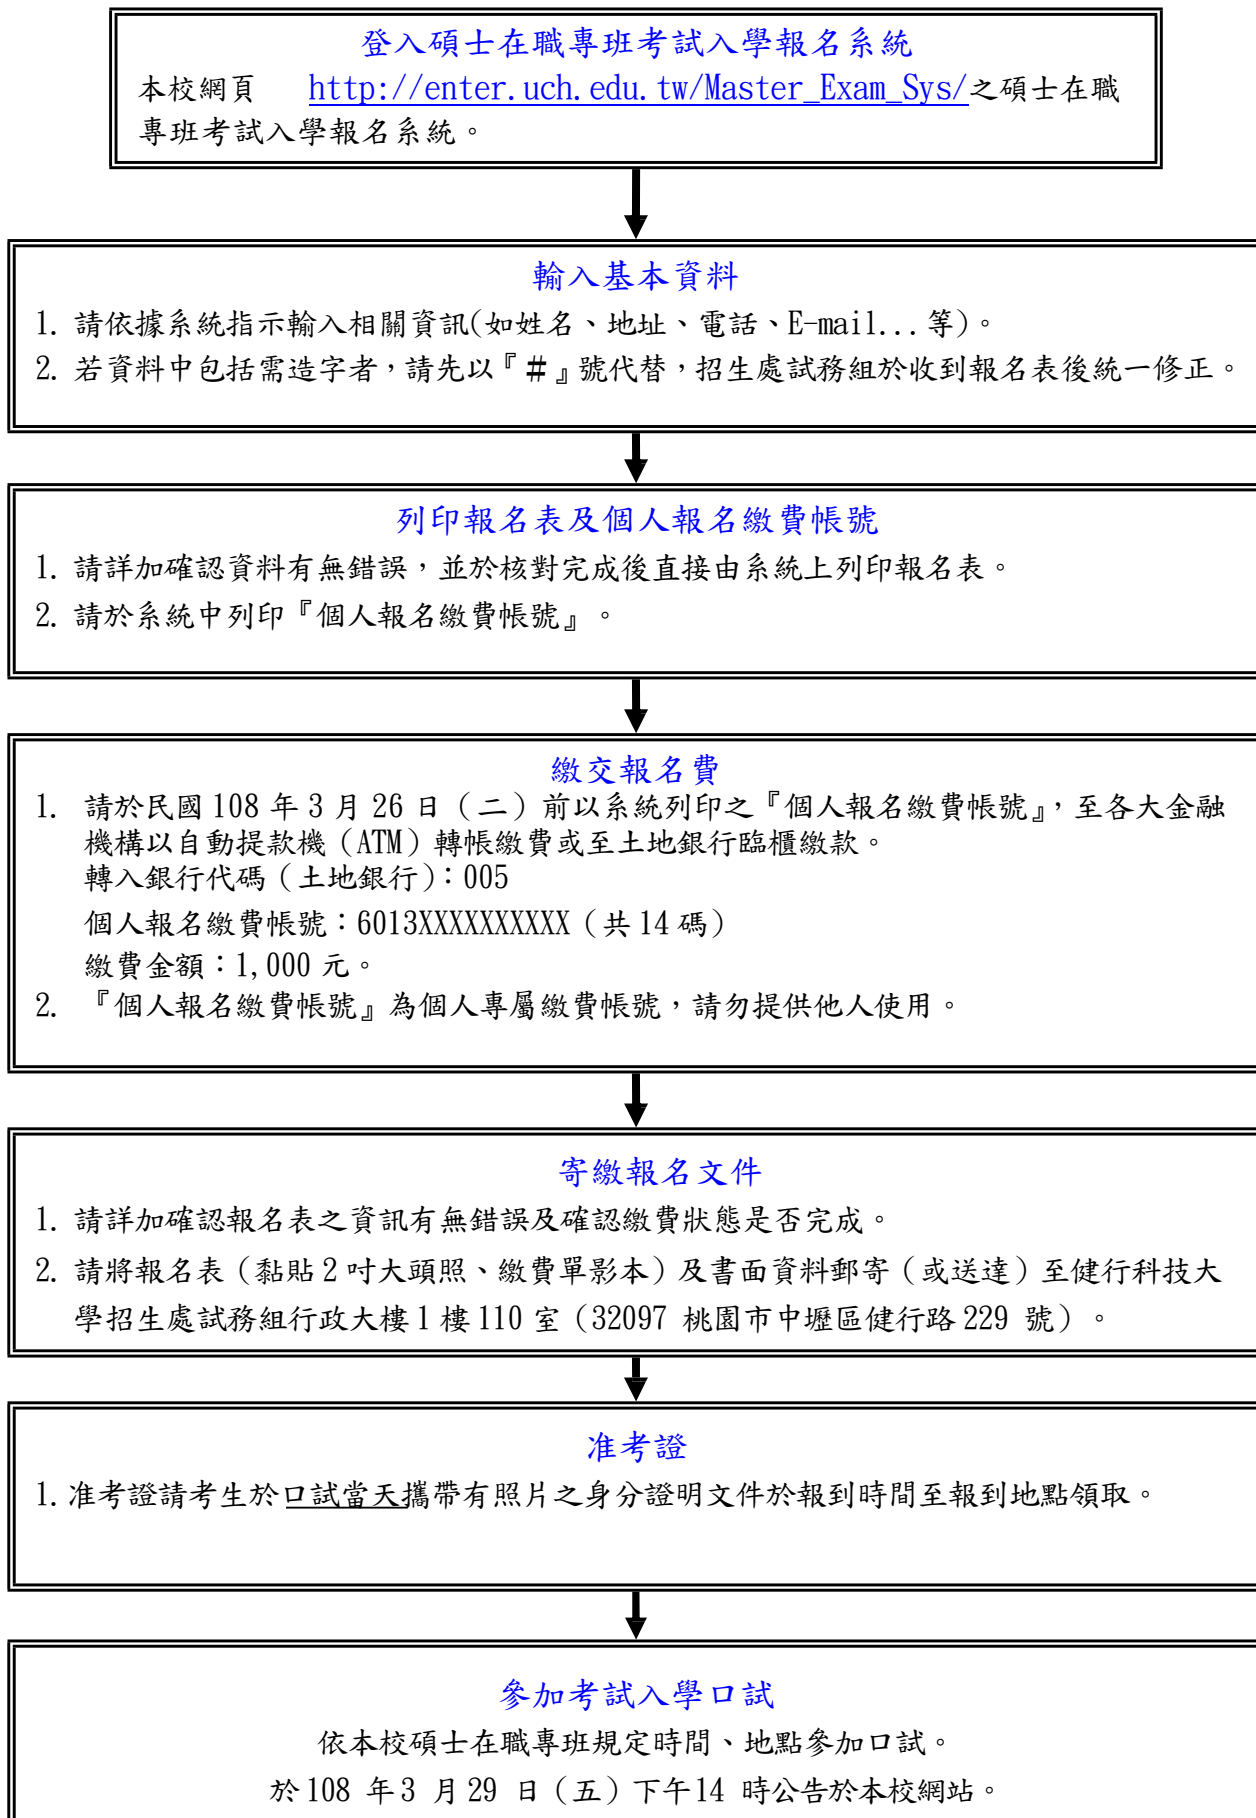 登入碩士在職專班考試入學報名系統
本校網頁 http://enter.uch.edu.tw/Master_Exam_Sys/之碩士在職
專班考試入學報名系統。
輸入基本資料
1. 請依據系統指示輸入相關資訊(如姓名、地址、電話、E-mail...等)。
2. 若資料中包括需造字者，請先以『＃』號代替，招生處試務組於收到報名表後統一修正。
列印報名表及個人報名繳費帳號
1. 請詳加確認資料有無錯誤，並於核對完成後直接由系統上列印報名表。
2. 請於系統中列印『個人報名繳費帳號』。
繳交報名費
1. 請於民國 108 年 3 月 26 日（二）前以系統列印之『個人報名繳費帳號』，至各大金融
機構以自動提款機（ATM）轉帳繳費或至土地銀行臨櫃繳款。
轉入銀行代碼（土地銀行）：005
個人報名繳費帳號：6013XXXXXXXXXX（共 14 碼）
繳費金額：1,000 元。
2. 『個人報名繳費帳號』為個人專屬繳費帳號，請勿提供他人使用。
寄繳報名文件
1. 請詳加確認報名表之資訊有無錯誤及確認繳費狀態是否完成。
2. 請將報名表（黏貼 2 吋大頭照、繳費單影本）及書面資料郵寄（或送達）至健行科技大
學招生處試務組行政大樓 1 樓 110 室（32097 桃園市中壢區健行路 229 號）。
准考證
1. 准考證請考生於口試當天攜帶有照片之身分證明文件於報到時間至報到地點領取。
參加考試入學口試
依本校碩士在職專班規定時間、地點參加口試。
於 108 年 3 月 29 日（五）下午 14 時公告於本校網站。